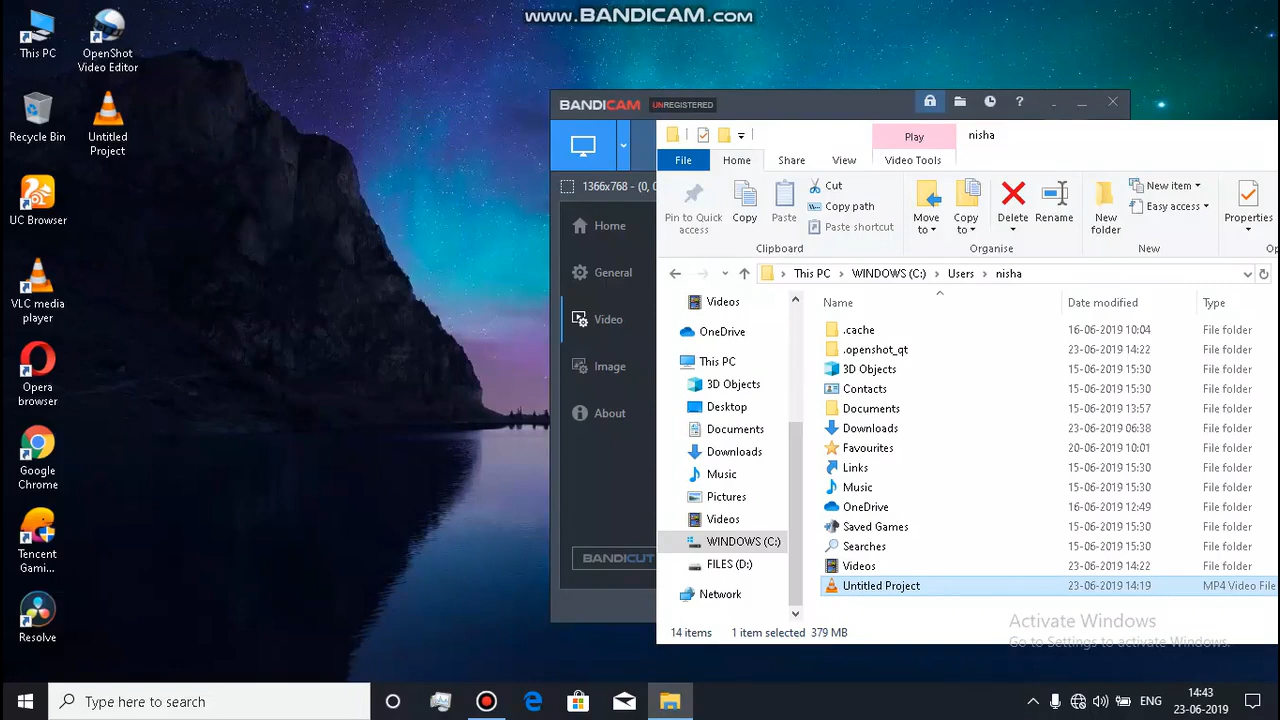 www.BANDICAM.com
This PC
OpenShot
Video Editor
Recycle Bin
Untitled
Project
UC Browser
VLC media
player
Opera
browser
Google
Chrome
Tencent
Gami...
Resolve
BANDICAM UNREGISTERED
?
1366x768 - (0, 0
Home
General
Video
Image
About
BANDICUT
Play
nisha
File
Home
Share
View
Video Tools
Pin to Quick
access
Copy
Paste
Cut
Copy path
Paste shortcut
Clipboard
Move
to
Copy
to
Delete
Rename
Organise
New
folder
New item
Easy access
New
Properties
Op
This PC
WINDOWS (C:)
Users
nisha
Videos
OneDrive
This PC
3D Objects
Desktop
Documents
Downloads
Music
Pictures
Videos
WINDOWS (C:)
FILES (D:)
Network
Name Date modified Type
.cache 16-06-2019 10:04 File folder
.openshot_qt 23-06-2019 14:22 File folder
3D Objects 15-06-2019 15:30 File folder
Contacts 15-06-2019 15:30 File folder
Documents 15-06-2019 13:57 File folder
Downloads 23-06-2019 06:38 File folder
Favourites 20-06-2019 10:01 File folder
Links 15-06-2019 15:30 File folder
Music 15-06-2019 15:30 File folder
OneDrive 16-06-2019 12:49 File folder
Saved Games 15-06-2019 15:30 File folder
Searches 15-06-2019 15:30 File folder
Videos 23-06-2019 14:22 File folder
Untitled Project 23-06-2019 14:19 MP4 Video File
Activate Windows
Go to Settings to activate Windows.
14 items 1 item selected 379 MB
Type here to search
ENG
14:43
23-06-2019